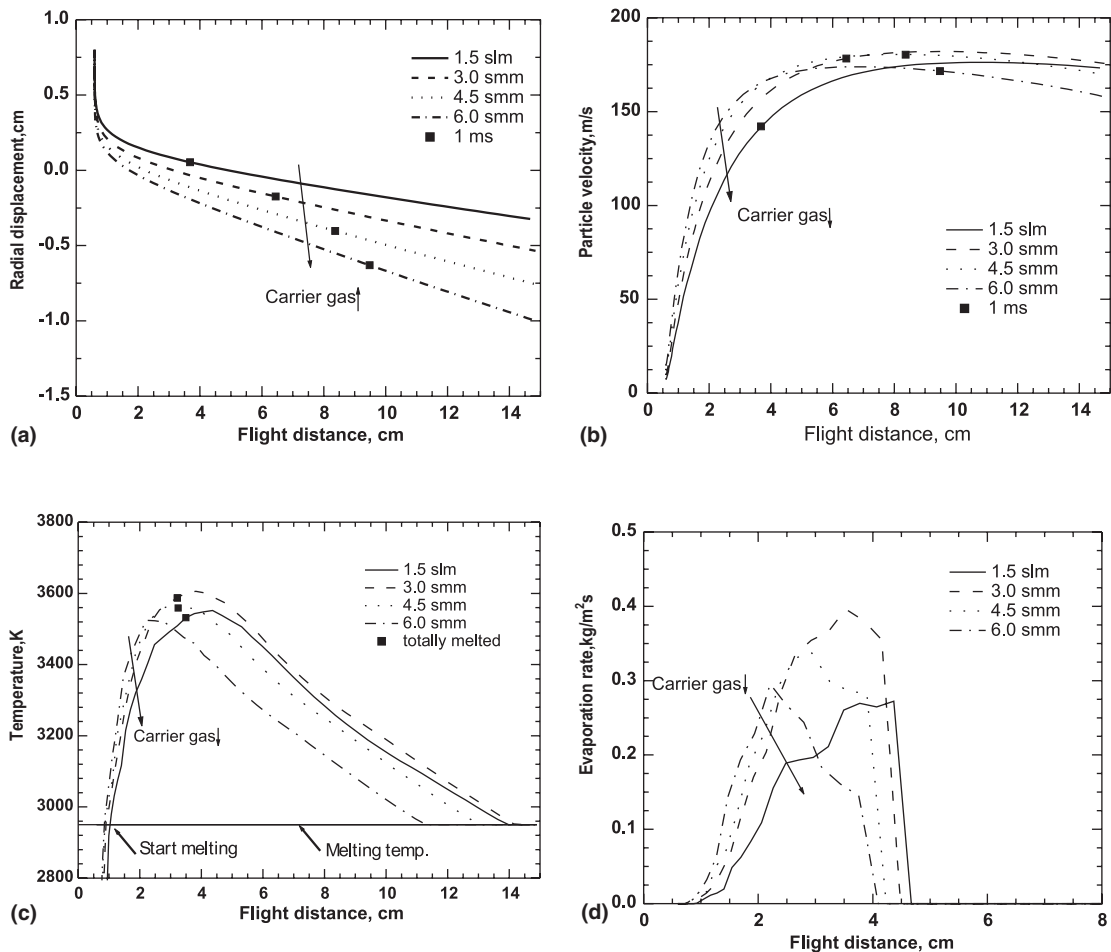 1.0
0.5
0.0
-0.5
-1.0
-1.5
Radial displacement,cm
1.5 slm
3.0 smm
4.5 smm
6.0 smm
1 ms
Carrier gas
0 2 4 6 8 10 12 14
Flight distance, cm
(a)
200
150
100
50
0
Particle velocity,m/s
Carrier gas
1.5 slm
3.0 smm
4.5 smm
6.0 smm
1 ms
0 2 4 6 8 10 12 14
Flight distance, cm
(b)
3800
3600
3400
3200
3000
2800
Temperature,K
1.5 slm
3.0 smm
4.5 smm
6.0 smm
totally melted
Carrier gas
Start melting
Melting temp.
0 2 4 6 8 10 12 14
Flight distance, cm
(c)
0.5
0.4
0.3
0.2
0.1
0.0
Evaporation rate,kg/m²s
1.5 slm
3.0 smm
4.5 smm
6.0 smm
Carrier gas
0 2 4 6 8
Flight distance, cm
(d)